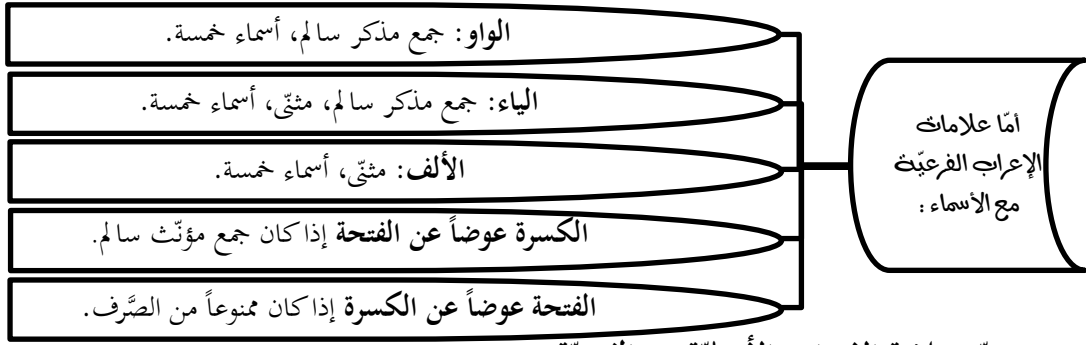 أمّا علامات
الإعراب الفرعيّة
مع الأسماء :
الواو: جمع مذكر سالم، أسماء خمسة.
الياء: جمع مذكر سالم، مثنّى، أسماء خمسة.
الألف: مثنّى، أسماء خمسة.
الكسرة عوضاً عن الفتحة إذا كان جمع مؤنّث سالم.
الفتحة عوضاً عن الكسرة إذا كان ممنوعاً من الصَّرف.